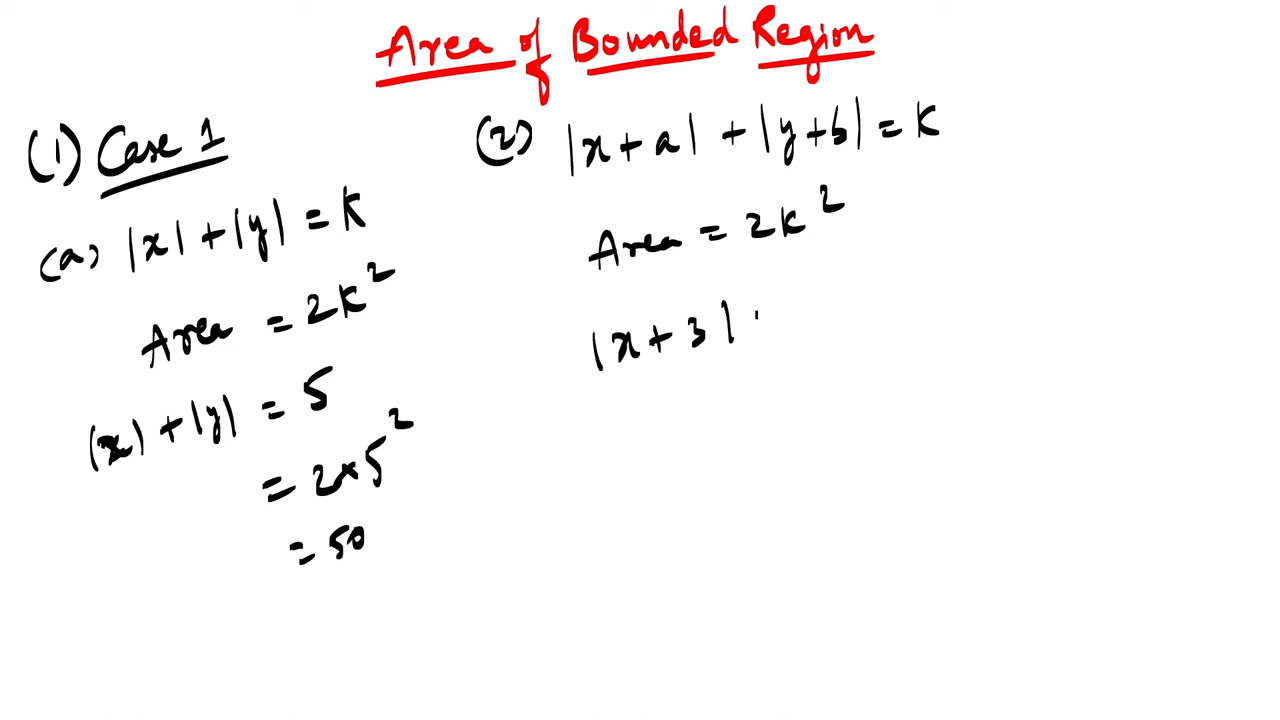 Area of Bounded Region
(1) Case 1
(a) |x| + |y| = k
Area = 2k²
(x) + |y| = 5
= 2×5²
= 50
(2) |x + a| + |y + b| = k
Area = 2k²
|x + 3|